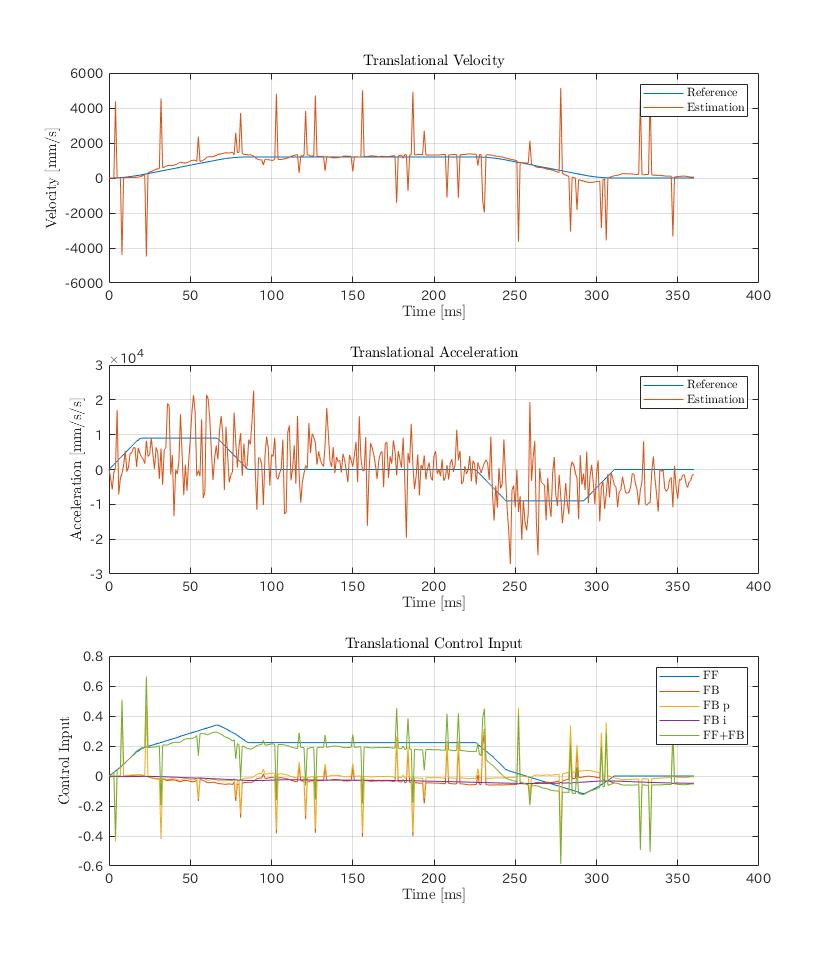 Translational Velocity
6000
4000
2000
0
-2000
-4000
-6000
Velocity [mm/s]
Reference
Estimation
0 50 100 150 200 250 300 350 400
Time [ms]
Translational Acceleration
×10^4
3
2
1
0
-1
-2
-3
Acceleration [mm/s/s]
Reference
Estimation
0 50 100 150 200 250 300 350 400
Time [ms]
Translational Control Input
0.8
0.6
0.4
0.2
0
-0.2
-0.4
-0.6
Control Input
FF
FB
FB p
FB i
FF+FB
0 50 100 150 200 250 300 350 400
Time [ms]